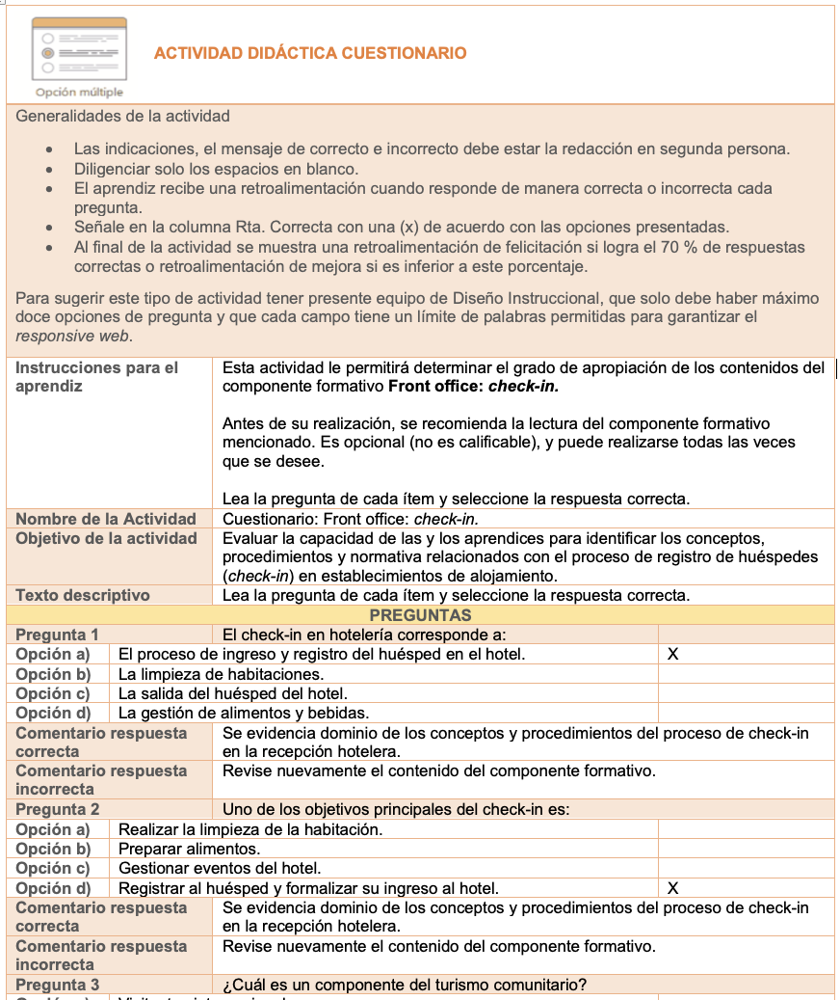 ACTIVIDAD DIDÁCTICA CUESTIONARIO
Opción múltiple
Generalidades de la actividad
• Las indicaciones, el mensaje de correcto e incorrecto debe estar la redacción en segunda persona.
• Diligenciar solo los espacios en blanco.
• El aprendiz recibe una retroalimentación cuando responde de manera correcta o incorrecta cada
pregunta.
• Señale en la columna Rta. Correcta con una (x) de acuerdo con las opciones presentadas.
• Al final de la actividad se muestra una retroalimentación de felicitación si logra el 70 % de respuestas
correctas o retroalimentación de mejora si es inferior a este porcentaje.
Para sugerir este tipo de actividad tener presente equipo de Diseño Instruccional, que solo debe haber máximo
doce opciones de pregunta y que cada campo tiene un límite de palabras permitidas para garantizar el
responsive web.
Instrucciones para el
aprendiz
Esta actividad le permitirá determinar el grado de apropiación de los contenidos del
componente formativo Front office: check-in.
Antes de su realización, se recomienda la lectura del componente formativo
mencionado. Es opcional (no es calificable), y puede realizarse todas las veces
que se desee.
Lea la pregunta de cada ítem y seleccione la respuesta correcta.
Nombre de la Actividad Cuestionario: Front office: check-in.
Objetivo de la actividad Evaluar la capacidad de las y los aprendices para identificar los conceptos,
procedimientos y normativa relacionados con el proceso de registro de huéspedes
(check-in) en establecimientos de alojamiento.
Texto descriptivo Lea la pregunta de cada ítem y seleccione la respuesta correcta.
PREGUNTAS
Pregunta 1 El check-in en hotelería corresponde a:
Opción a) El proceso de ingreso y registro del huésped en el hotel. X
Opción b) La limpieza de habitaciones.
Opción c) La salida del huésped del hotel.
Opción d) La gestión de alimentos y bebidas.
Comentario respuesta
correcta
Se evidencia dominio de los conceptos y procedimientos del proceso de check-in
en la recepción hotelera.
Comentario respuesta
incorrecta
Revise nuevamente el contenido del componente formativo.
Pregunta 2 Uno de los objetivos principales del check-in es:
Opción a) Realizar la limpieza de la habitación.
Opción b) Preparar alimentos.
Opción c) Gestionar eventos del hotel.
Opción d) Registrar al huésped y formalizar su ingreso al hotel. X
Comentario respuesta
correcta
Se evidencia dominio de los conceptos y procedimientos del proceso de check-in
en la recepción hotelera.
Comentario respuesta
incorrecta
Revise nuevamente el contenido del componente formativo.
Pregunta 3 ¿Cuál es un componente del turismo comunitario?